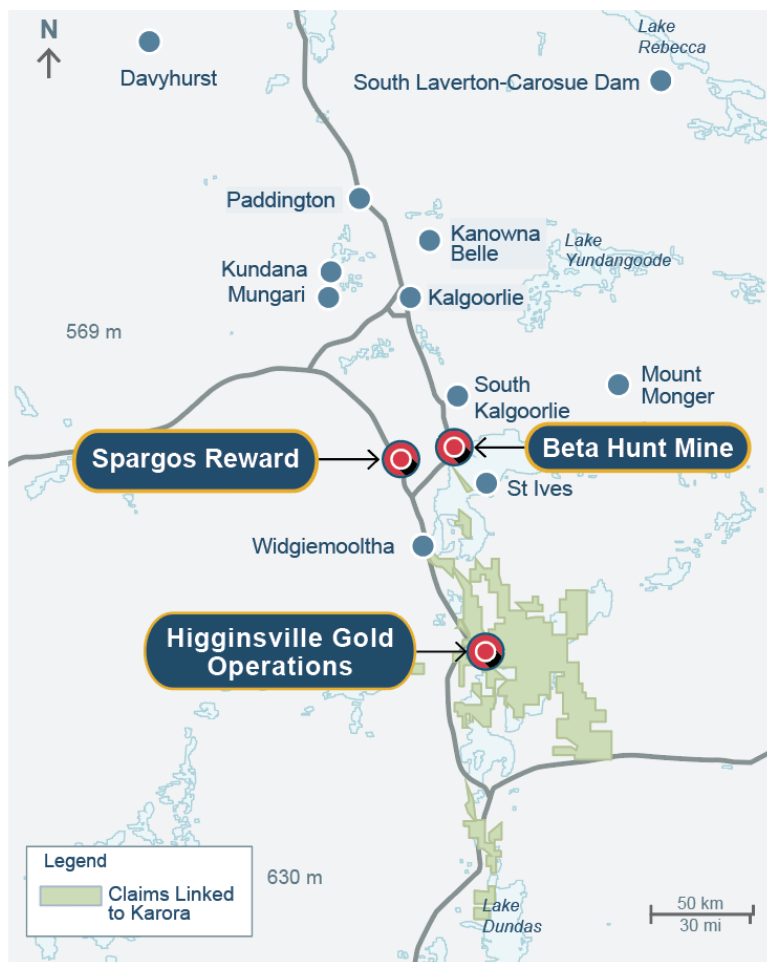 N
Davyhurst
Lake
Rebecca
South Laverton-Carosue Dam
Paddington
Kanowna
Belle
Lake
Yundangoode
Kundana
Mungari
Kalgoorlie
569 m
South
Kalgoorlie
Mount
Monger
Spargos Reward
Beta Hunt Mine
St Ives
Widgiemooltha
Higginsville Gold
Operations
Legend
Claims Linked
to Karora
630 m
Lake
Dundas
50 km
30 mi